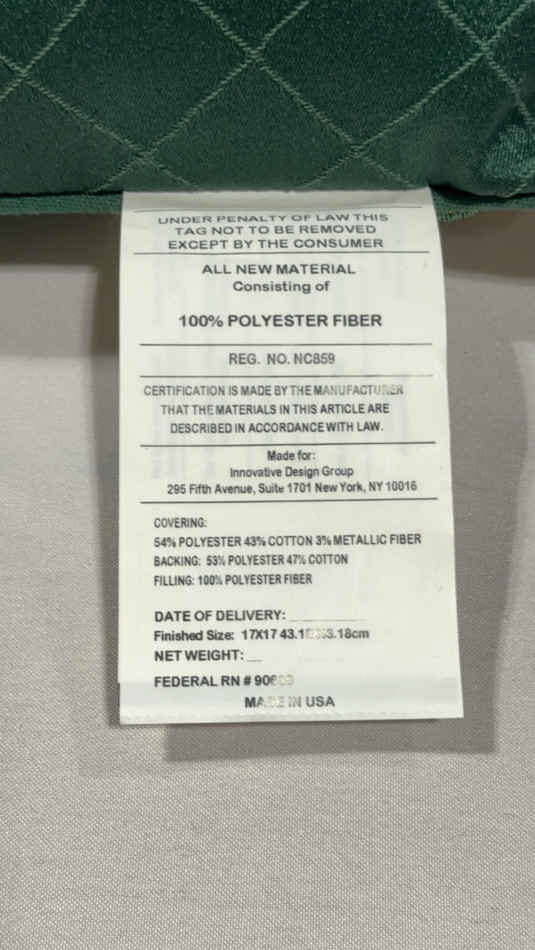 UNDER PENALTY OF LAW THIS
TAG NOT TO BE REMOVED
EXCEPT BY THE CONSUMER
ALL NEW MATERIAL
Consisting of
100% POLYESTER FIBER
REG. NO. NC859
CERTIFICATION IS MADE BY THE MANUFACTURER
THAT THE MATERIALS IN THIS ARTICLE ARE
DESCRIBED IN ACCORDANCE WITH LAW.
Made for:
Innovative Design Group
295 Fifth Avenue, Suite 1701 New York, NY 10016
COVERING:
54% POLYESTER 43% COTTON 3% METALLIC FIBER
BACKING: 53% POLYESTER 47% COTTON
FILLING: 100% POLYESTER FIBER
DATE OF DELIVERY:
Finished Size: 17X17
NET WEIGHT:
FEDERAL RN #
MADE IN USA